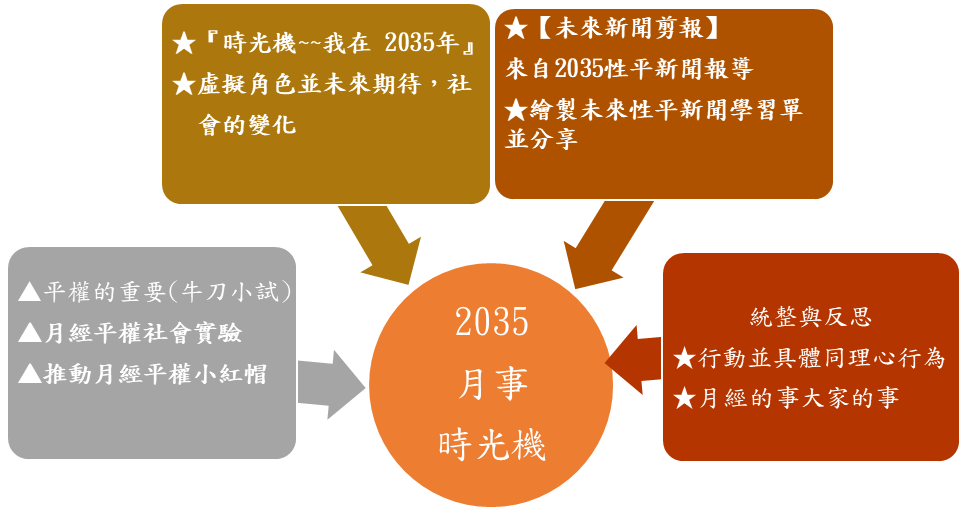 ★『時光機~~我在 2035年』
★虛擬角色並未來期待，社
會的變化
★【未來新聞剪報】
來自2035性平新聞報導
★繪製未來性平新聞學習單
並分享
▲平權的重要(牛刀小試)
▲月經平權社會實驗
▲推動月經平權小紅帽
2035
月事
時光機
統整與反思
★行動並具體同理心行為
★月經的事大家的事